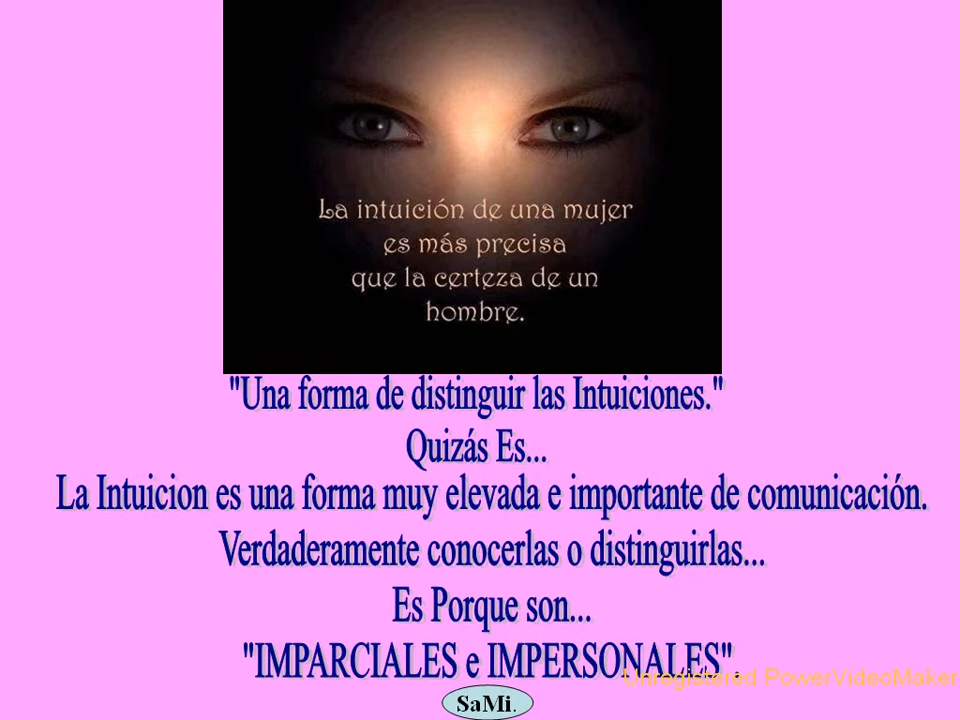 La intuición de una mujer
es más precisa
que la certeza de un
hombre.
"Una forma de distinguir las Intuiciones."
Quizás Es...
La Intuicion es una forma muy elevada e importante de comunicación.
Verdaderamente conocerlas o distinguirlas...
Es Porque son...
"IMPARCIALES e IMPERSONALES".
Unregistered PowerVideoMaker
SaMi.